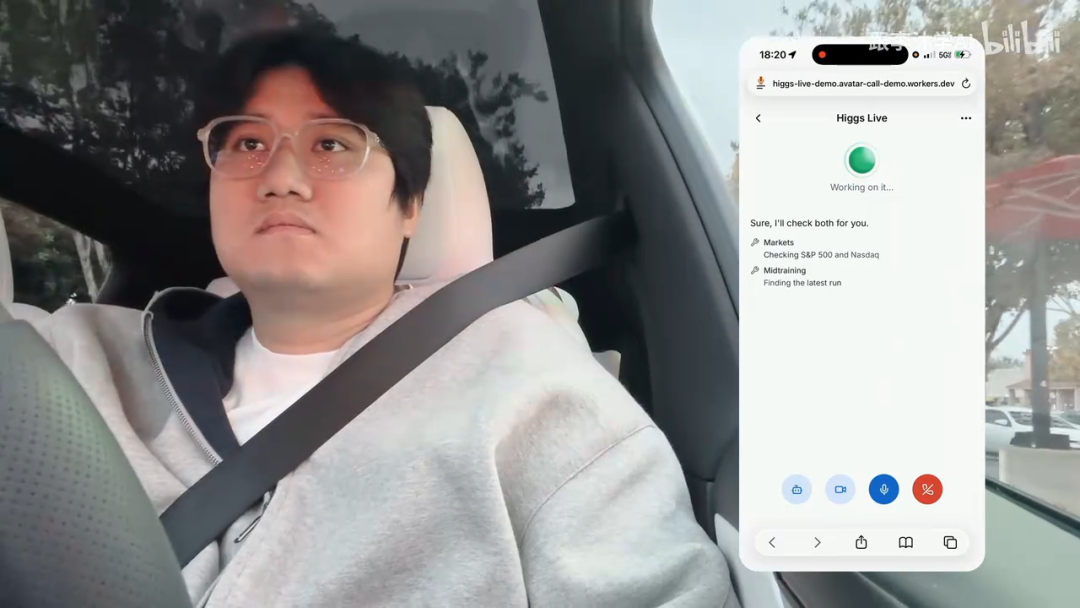 bilibili
18:20
5G
higgs-live-demo.avatar-call-demo.workers.dev
Higgs Live
Working on it...
Sure, I'll check both for you.
Markets
Checking S&P 500 and Nasdaq
Midtraining
Finding the latest run